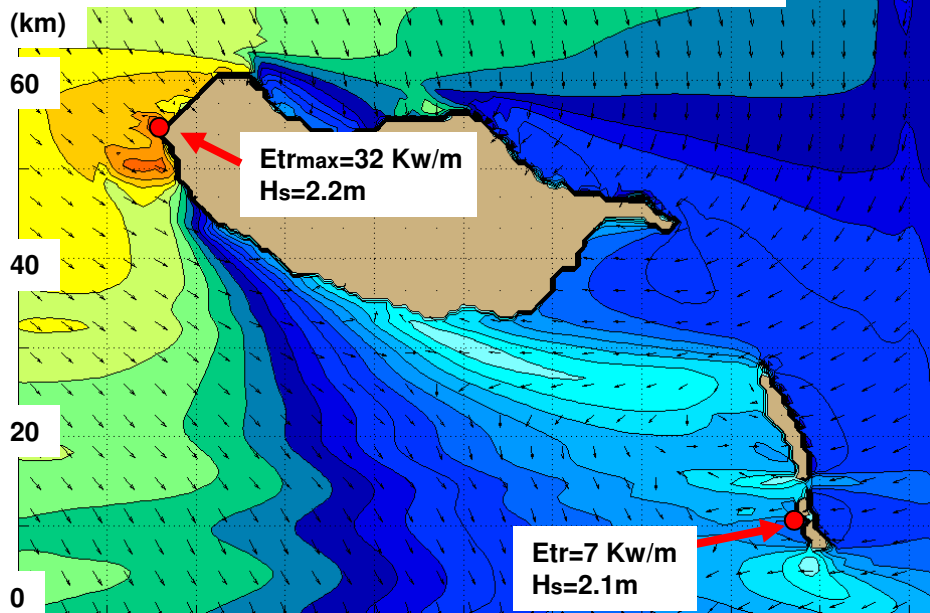 (km)
60
Etrmax=32 Kw/m
Hs=2.2m
40
20
Etr=7 Kw/m
Hs=2.1m
0